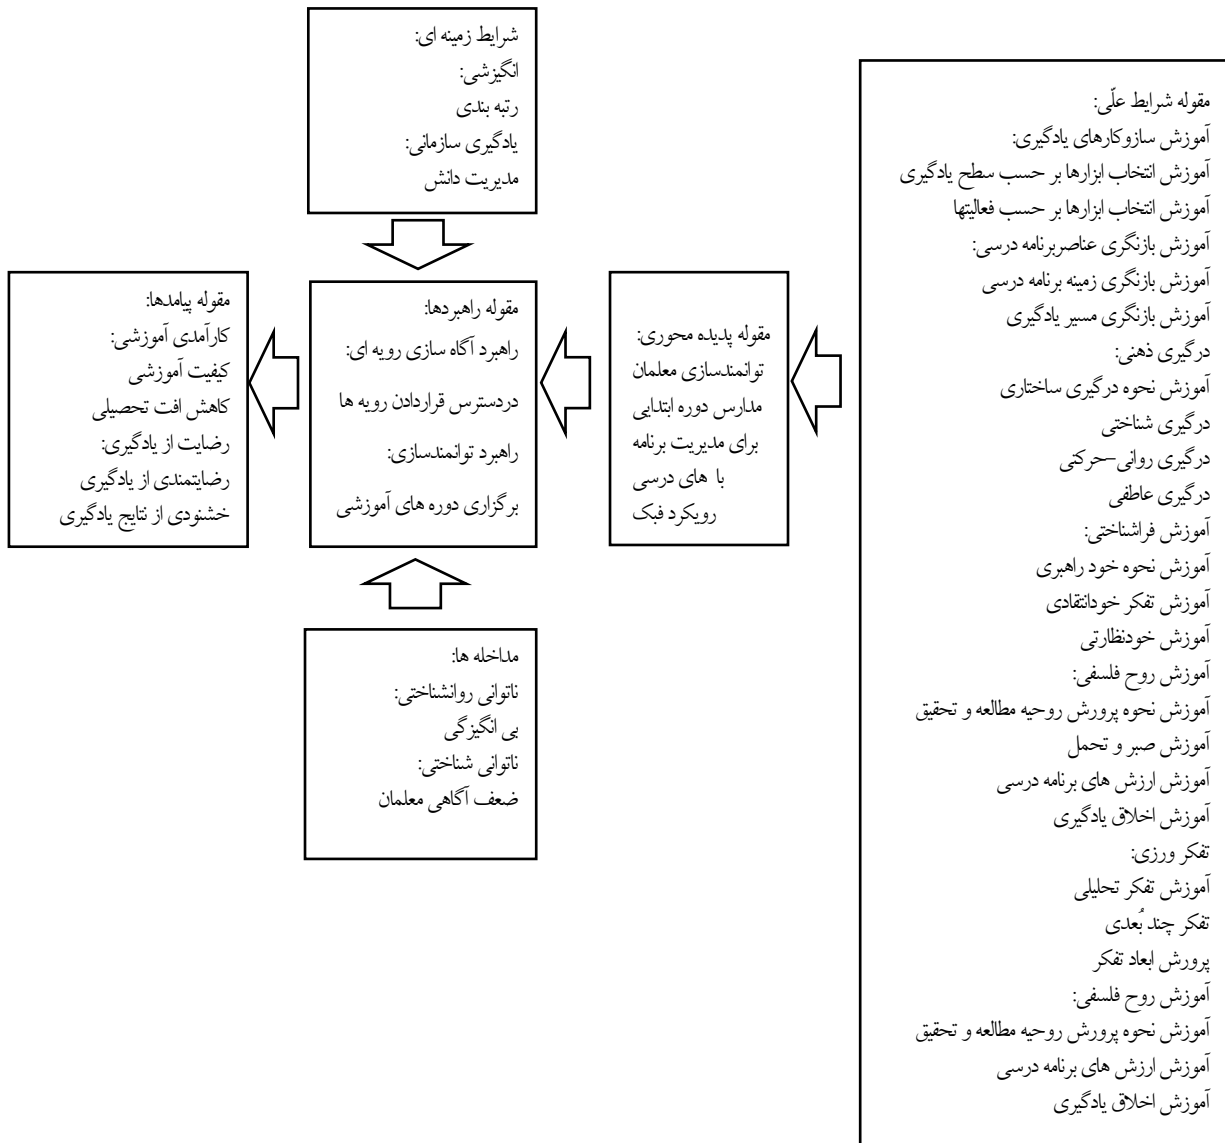 شرایط زمینه ای:
انگیزشی:
رتبه بندی
یادگیری سازمانی:
مدیریت دانش
مقوله شرایط علّی:
آموزش سازوکارهای یادگیری:
آموزش انتخاب ابزارها بر حسب سطح یادگیری
آموزش انتخاب ابزارها بر حسب فعالیتها
آموزش بازنگری عناصربرنامه درسی:
آموزش بازنگری زمینه برنامه درسی
آموزش بازنگری مسیر یادگیری
درگیری ذهنی:
آموزش نحوه درگیری ساختاری
درگیری شناختی
درگیری روانی–حرکتی
درگیری عاطفی
آموزش فراشناختی:
آموزش نحوه خود راهبری
آموزش تفکر خودانتقادی
آموزش خودنظارتی
آموزش روح فلسفی:
آموزش نحوه پرورش روحیه مطالعه و تحقیق
آموزش صبر و تحمل
آموزش ارزش های برنامه درسی
آموزش اخلاق یادگیری
تفکر ورزی:
آموزش تفکر تحلیلی
تفکر چند بُعدی
پرورش ابعاد تفکر
آموزش روح فلسفی:
آموزش نحوه پرورش روحیه مطالعه و تحقیق
آموزش ارزش های برنامه درسی
آموزش اخلاق یادگیری
مقوله پدیده محوری:
توانمندسازی معلمان
مدارس دوره ابتدایی
برای مدیریت برنامه
با های درسی
رویکرد فبک
مقوله راهبردها:
راهبرد آگاه سازی رویه ای:
دردسترس قراردادن رویه ها
راهبرد توانمندسازی:
برگزاری دوره های آموزشی
مقوله پیامدها:
کارآمدی آموزشی:
کیفیت آموزشی
کاهش افت تحصیلی
رضایت از یادگیری:
رضایتمندی از یادگیری
خشنودی از نتایج یادگیری
مداخله ها:
ناتوانی روانشناختی:
بی انگیزگی
ناتوانی شناختی:
ضعف آگاهی معلمان